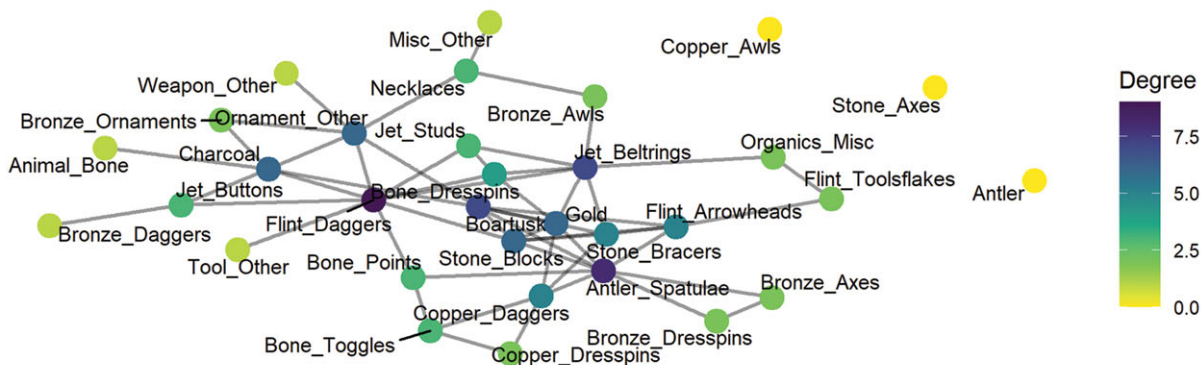 Misc_Other
Copper_Awls
Degree
Weapon_Other
Necklaces
Stone_Axes
7.5
Bronze_Ornaments
Ornament_Other
Bronze_Awls
Jet_Studs
Organics_Misc
Animal_Bone
Charcoal
Jet_Beltrings
Flint_Toolsflakes
5.0
Jet_Buttons
Bone_Dresspins
Antler
Bronze_Daggers
Flint_Daggers
Boartusk
Gold
Flint_Arrowheads
2.5
Tool_Other
Bone_Points
Stone_Blocks
Stone_Bracers
Antler_Spatulae
Bronze_Axes
0.0
Copper_Daggers
Bone_Toggles
Bronze_Dresspins
Copper_Dresspins